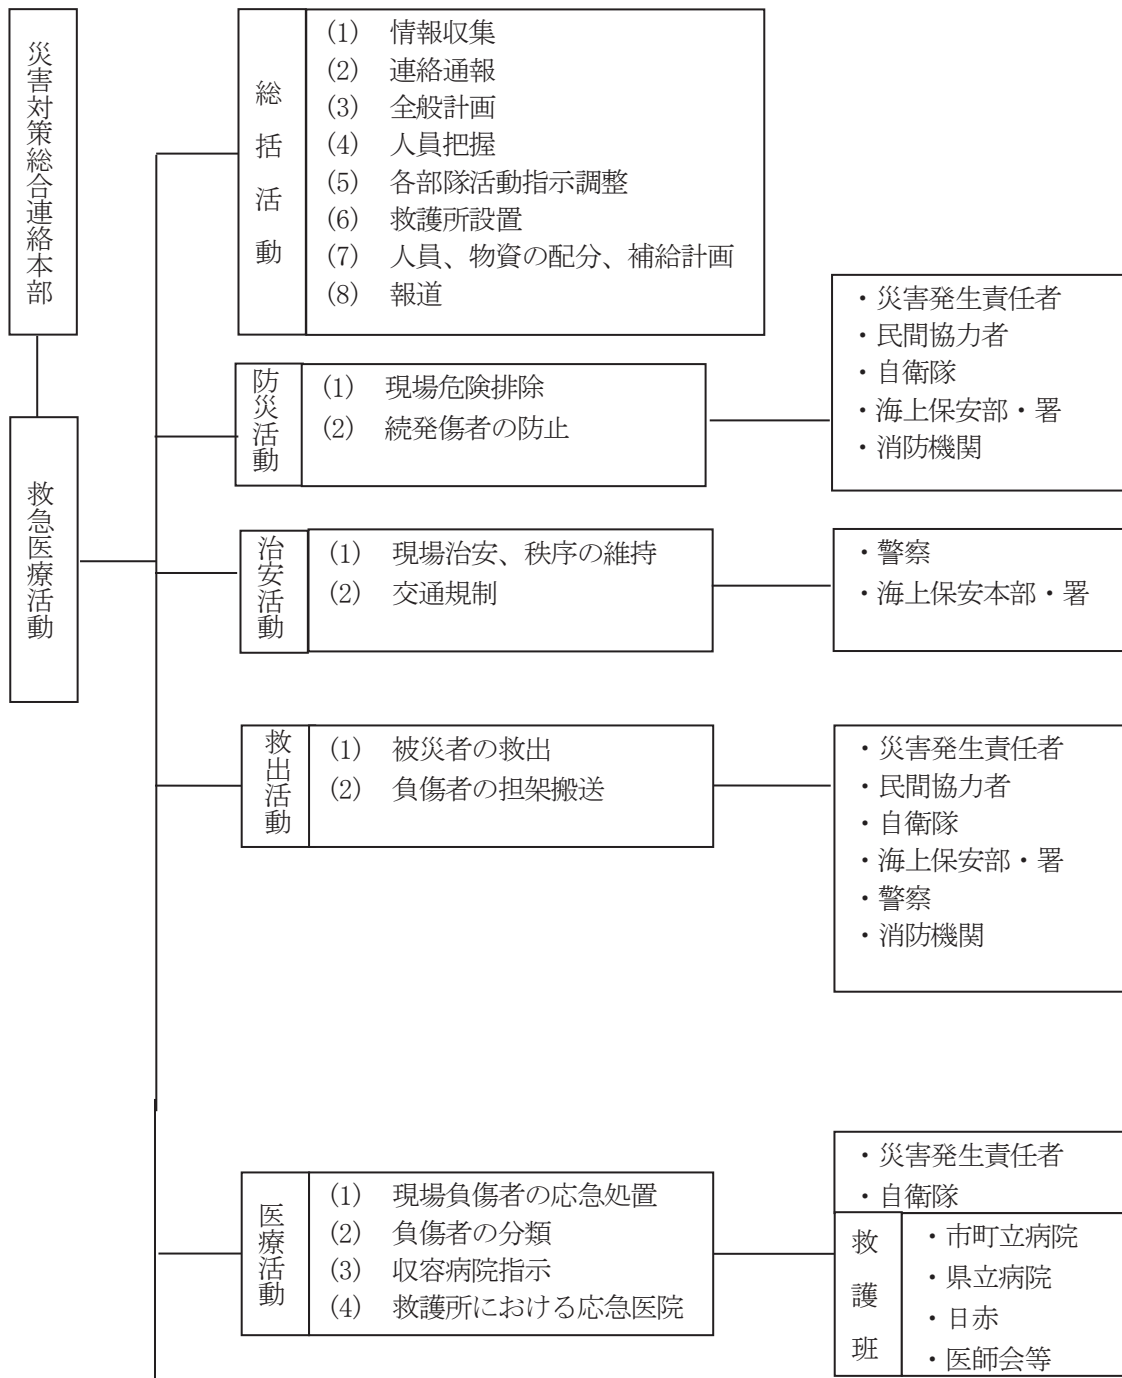 災害対策総合連絡本部
救急医療活動
総括活動
(1) 情報収集
(2) 連絡通報
(3) 全般計画
(4) 人員把握
(5) 各部隊活動指示調整
(6) 救護所設置
(7) 人員、物資の配分、補給計画
(8) 報道
防災活動
(1) 現場危険排除
(2) 続発傷者の防止
・災害発生責任者
・民間協力者
・自衛隊
・海上保安部・署
・消防機関
治安活動
(1) 現場治安、秩序の維持
(2) 交通規制
・警察
・海上保安本部・署
救出活動
(1) 被災者の救出
(2) 負傷者の担架搬送
・災害発生責任者
・民間協力者
・自衛隊
・海上保安部・署
・警察
・消防機関
医療活動
(1) 現場負傷者の応急処置
(2) 負傷者の分類
(3) 収容病院指示
(4) 救護所における応急医院
・災害発生責任者
・自衛隊
救護班
・市町立病院
・県立病院
・日赤
・医師会等